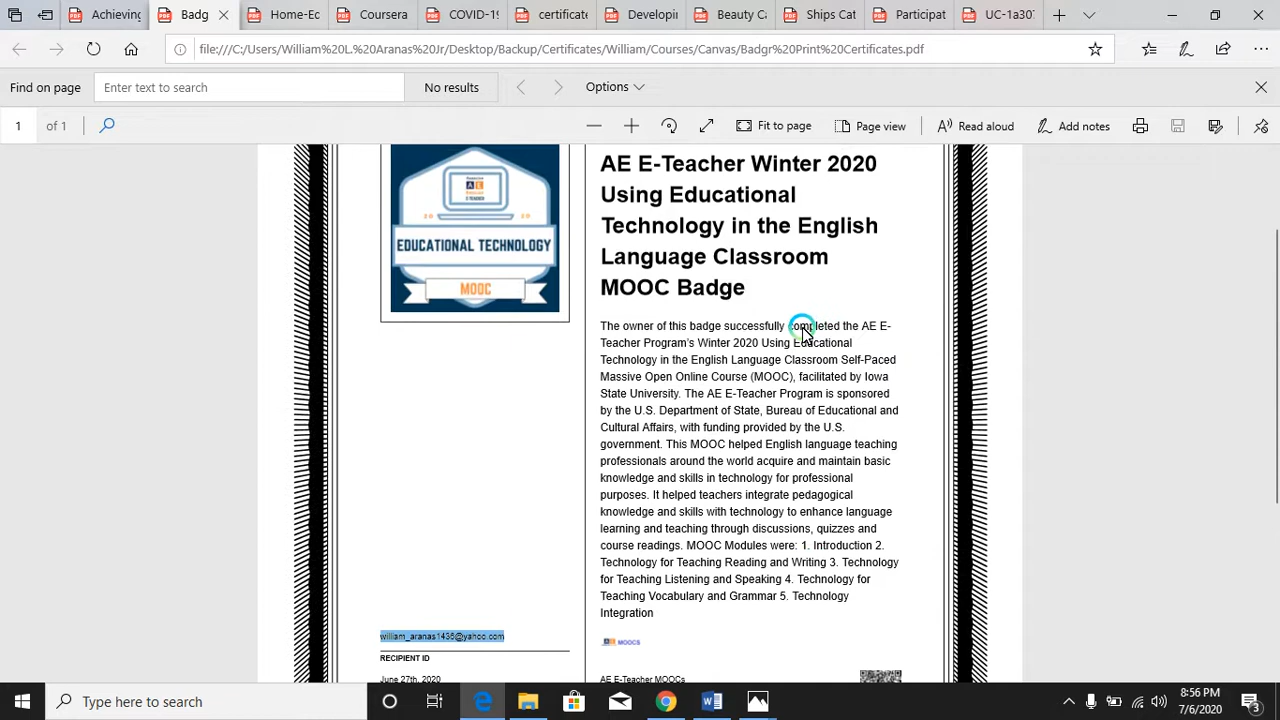 Achieving
Badg
Home-Ec
Coursera
COVID-19
certificate
Developin
Beauty Ca
Ships Cat
Participat
UC-1a307
file:///C:/Users/William%20L.%20Aranas%20Jr/Desktop/Backup/Certificates/William/Courses/Canvas/Badgr%20Print%20Certificates.pdf
Find on page
Enter text to search
No results
Options
1 of 1
Fit to page
Page view
Read aloud
Add notes
AE E-Teacher Winter 2020
Using Educational
Technology in the English
Language Classroom
MOOC Badge
AE
E-TEACHER
20 20
EDUCATIONAL TECHNOLOGY
MOOC
The owner of this badge successfully completed the AE E-
Teacher Program's Winter 2020 Using Educational
Technology in the English Language Classroom Self-Paced
Massive Open Online Course (MOOC), facilitated by Iowa
State University. The AE E-Teacher Program is sponsored
by the U.S. Department of State, Bureau of Educational and
Cultural Affairs, with funding provided by the U.S.
government. This MOOC helped English language teaching
professionals around the world acquire and maintain basic
knowledge and skills in technology for professional
purposes. It helped teachers integrate pedagogical
knowledge and skills with technology to enhance language
learning and teaching through discussions, quizzes and
course readings. MOOC Modules were: 1. Introduction 2.
Technology for Teaching Reading and Writing 3. Technology
for Teaching Listening and Speaking 4. Technology for
Teaching Vocabulary and Grammar 5. Technology
Integration
william_aranas1436@yahoo.com
AE MOOCS
RECIPIENT ID
June 27th, 2020
AE E-Teacher MOOCs
Type here to search
8:56 PM
7/6/2020
3